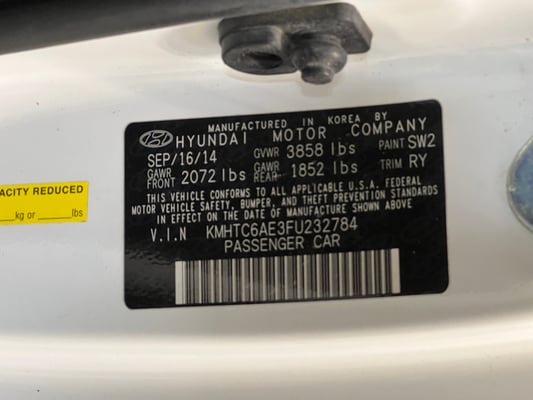 MANUFACTURED IN KOREA BY
HYUNDAI MOTOR COMPANY
SEP/16/14 GVWR 3858 lbs PAINT SW2
GAWR FRONT 2072 lbs GAWR REAR 1852 lbs TRIM RY
THIS VEHICLE CONFORMS TO ALL APPLICABLE U.S.A. FEDERAL
MOTOR VEHICLE SAFETY, BUMPER, AND THEFT PREVENTION STANDARDS
IN EFFECT ON THE DATE OF MANUFACTURE SHOWN ABOVE.
V.I.N KMHTC6AE3FU232784
PASSENGER CAR
ACITY REDUCED
kg or lbs